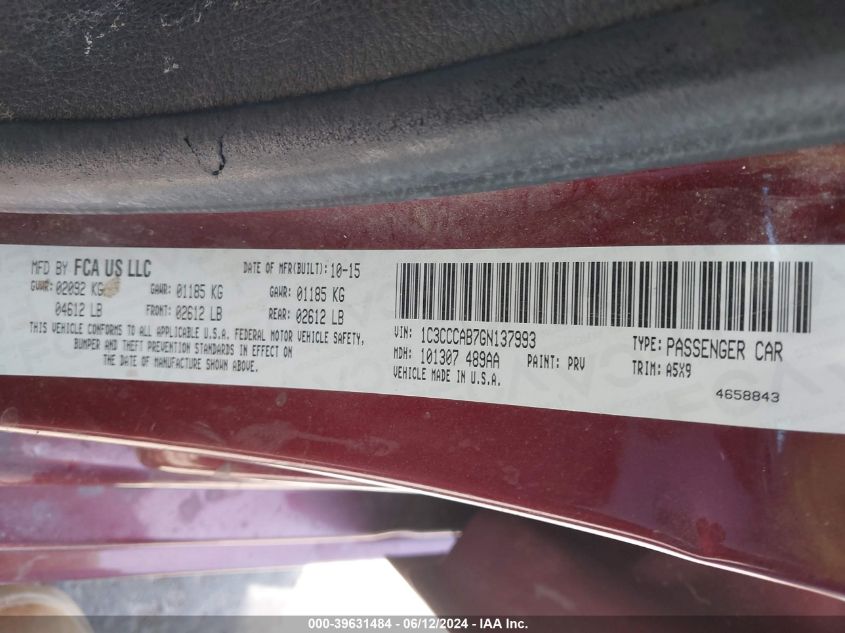 MFD BY FCA US LLC
DATE OF MFR(BUILT): 10-15
GVWR: 02092 KG
GAWR: 01185 KG
GAWR: 01185 KG
04612 LB
FRONT: 02612 LB
REAR: 02612 LB
THIS VEHICLE CONFORMS TO ALL APPLICABLE U.S.A. FEDERAL MOTOR VEHICLE SAFETY,
BUMPER AND THEFT PREVENTION STANDARDS IN EFFECT ON
THE DATE OF MANUFACTURE SHOWN ABOVE.
VIN: 1C3CCCAB7GN137993
TYPE: PASSENGER CAR
MDH: 101307 489AA
PAINT: PRV
TRIM: A5X9
VEHICLE MADE IN U.S.A.
4658843
000-39631484 - 06/12/2024 - IAA Inc.